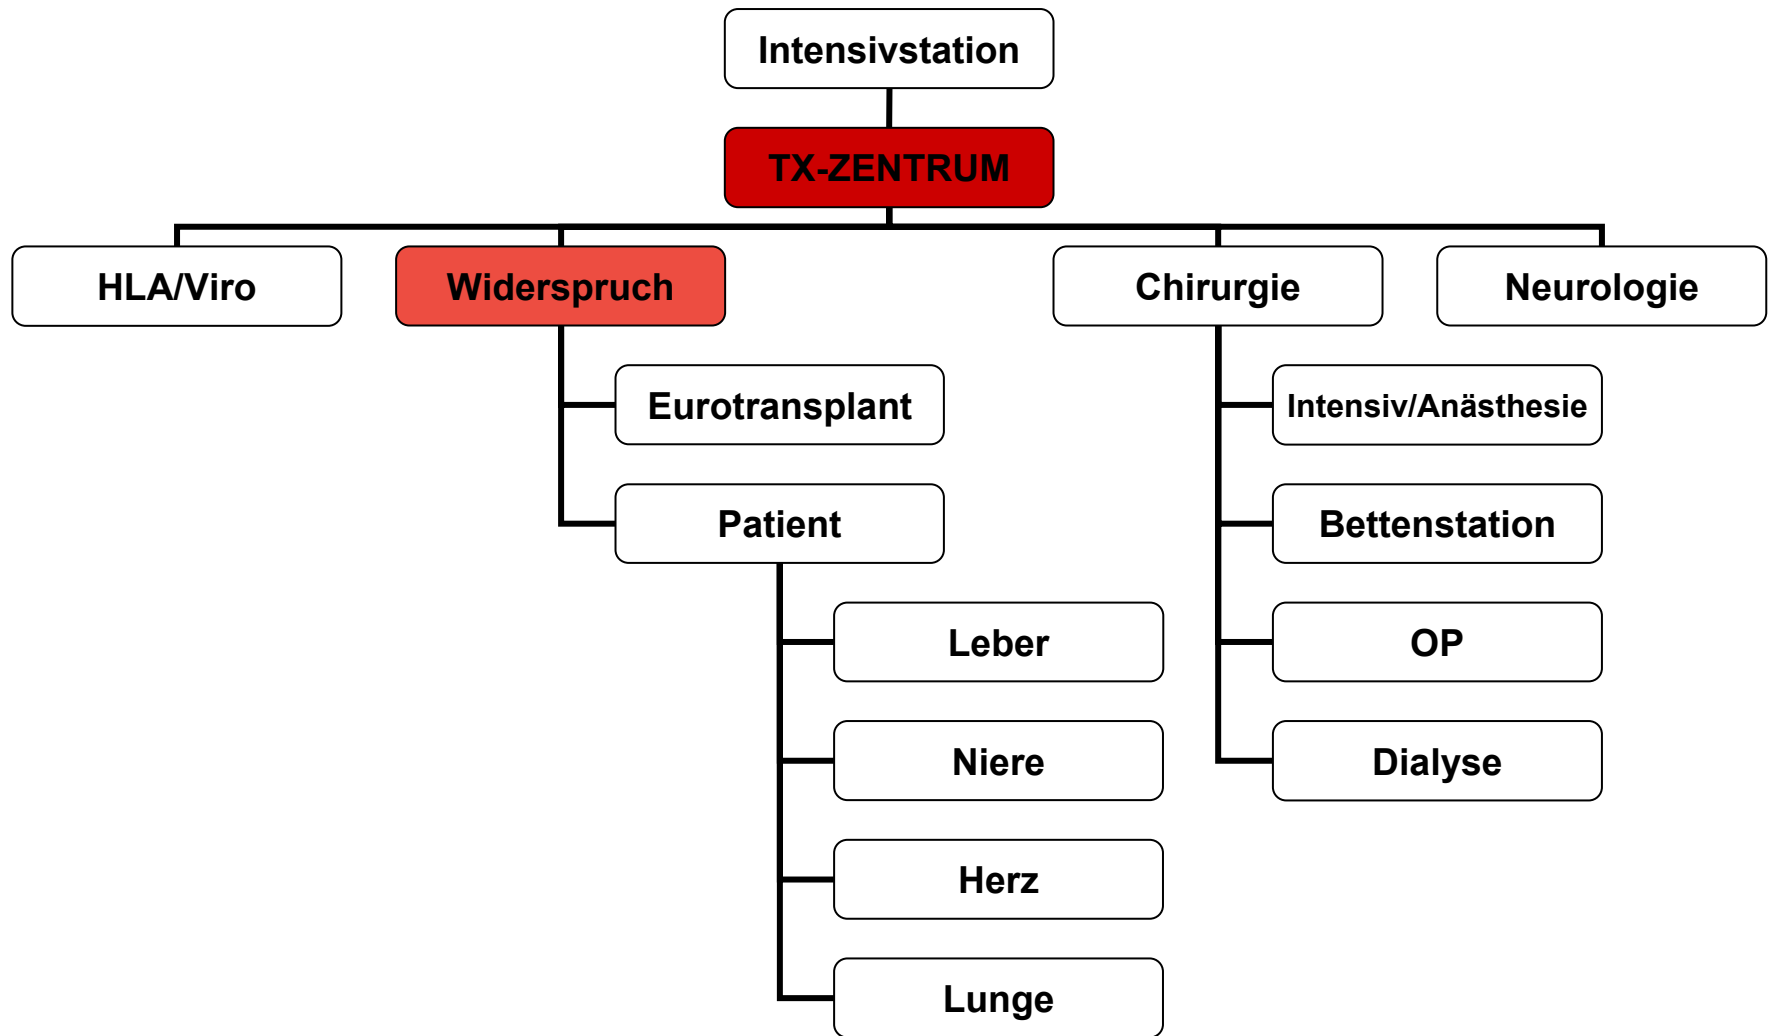 Intensivstation
TX-ZENTRUM
HLA/Viro
Widerspruch
Chirurgie
Neurologie
Eurotransplant
Intensiv/Anästhesie
Patient
Bettenstation
Leber
OP
Niere
Dialyse
Herz
Lunge